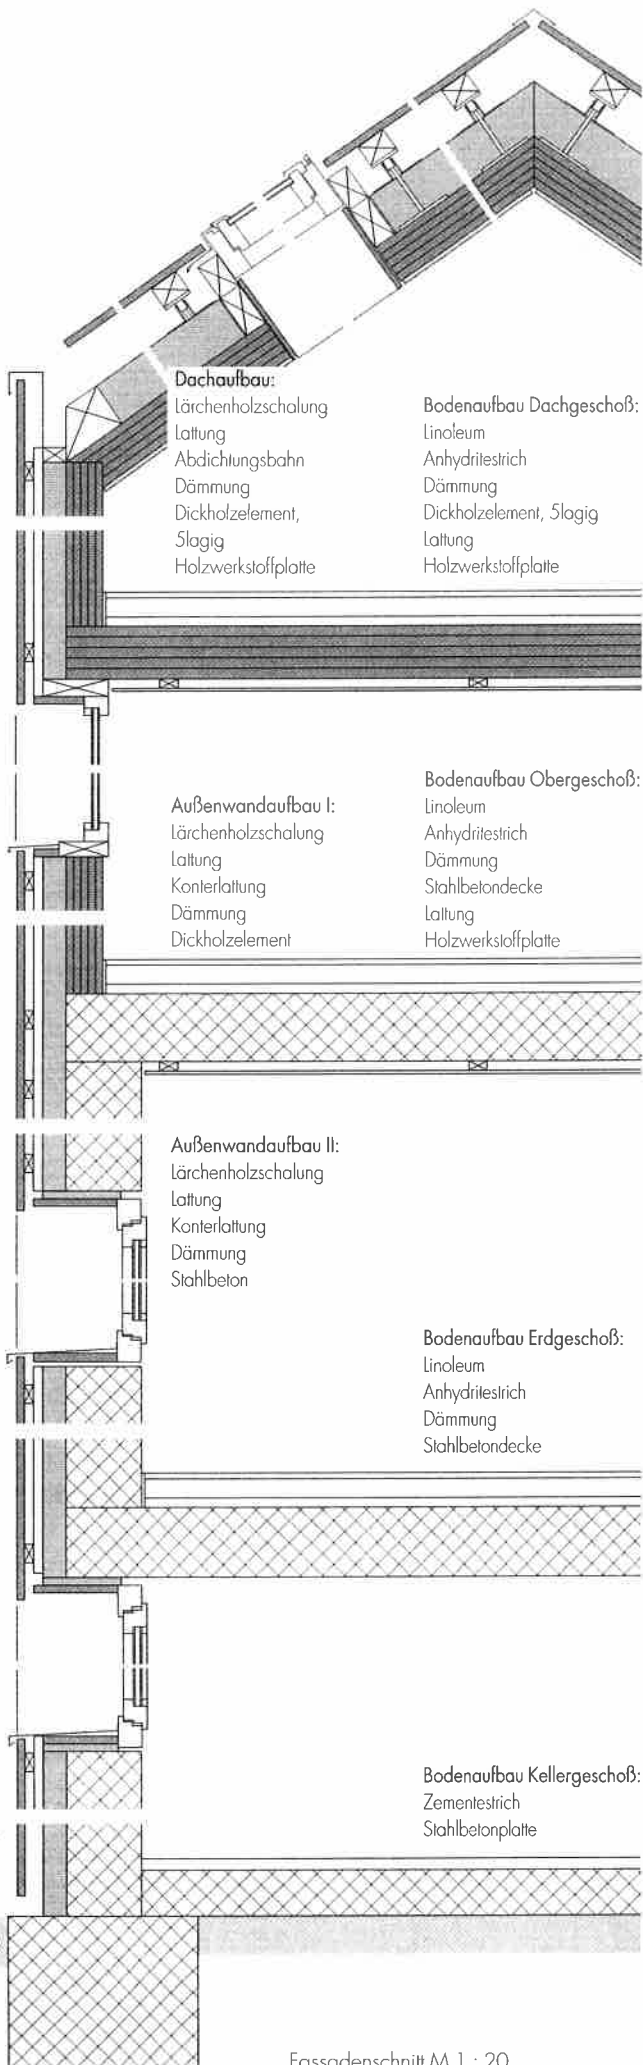 Dachaufbau:
Lärchenholzschalung
Lattung
Abdichtungsbahn
Dämmung
Dickholzelement,
5lagig
Holzwerkstoffplatte
Bodenaufbau Dachgeschoß:
Linoleum
Anhydritestrich
Dämmung
Dickholzelement, 5lagig
Lattung
Holzwerkstoffplatte
Außenwandaufbau I:
Lärchenholzschalung
Lattung
Konterlattung
Dämmung
Dickholzelement
Bodenaufbau Obergeschoß:
Linoleum
Anhydritestrich
Dämmung
Stahlbetondecke
Lattung
Holzwerkstoffplatte
Außenwandaufbau II:
Lärchenholzschalung
Lattung
Konterlattung
Dämmung
Stahlbeton
Bodenaufbau Erdgeschoß:
Linoleum
Anhydritestrich
Dämmung
Stahlbetondecke
Bodenaufbau Kellergeschoß:
Zementestrich
Stahlbetonplatte
Fassadenschnitt M 1 : 20